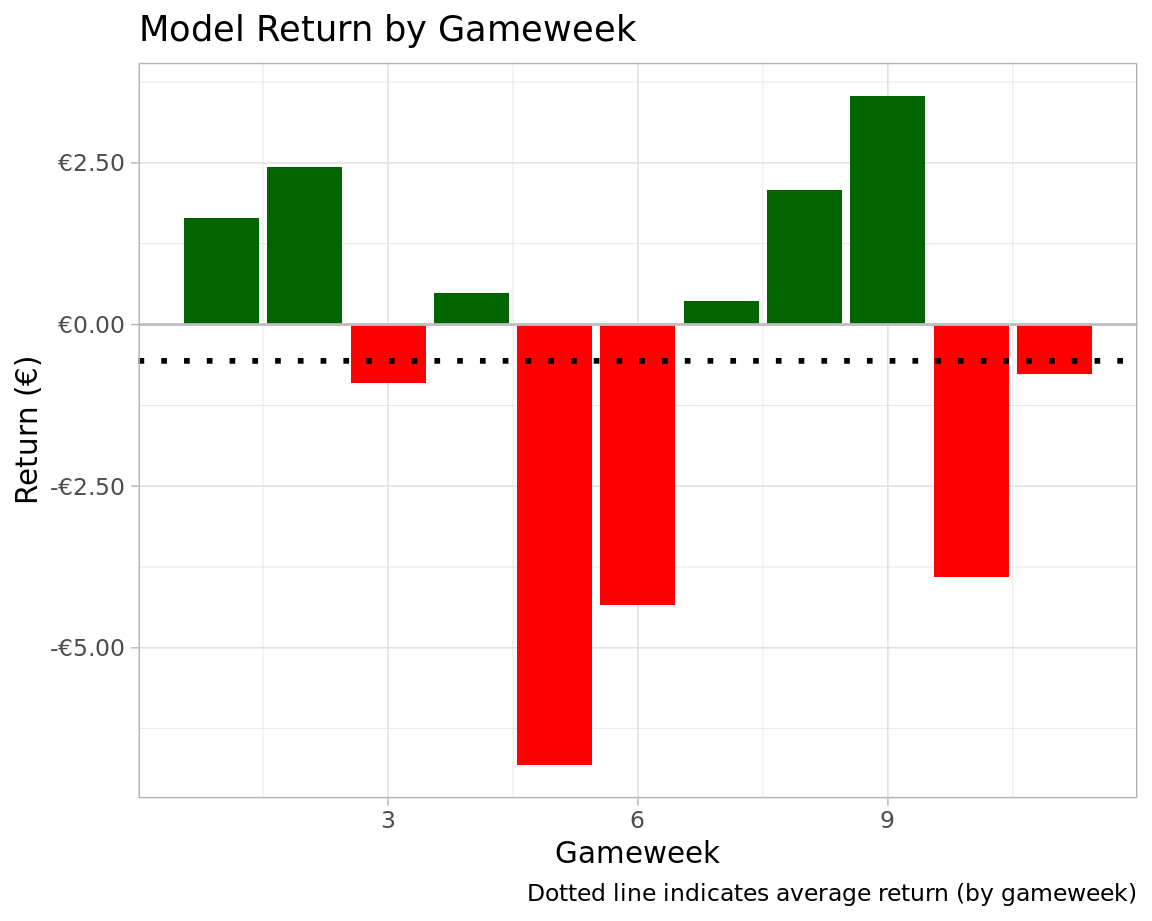 Model Return by Gameweek
Return (€)
€2.50
€0.00
-€2.50
-€5.00
3 6 9
Gameweek
Dotted line indicates average return (by gameweek)